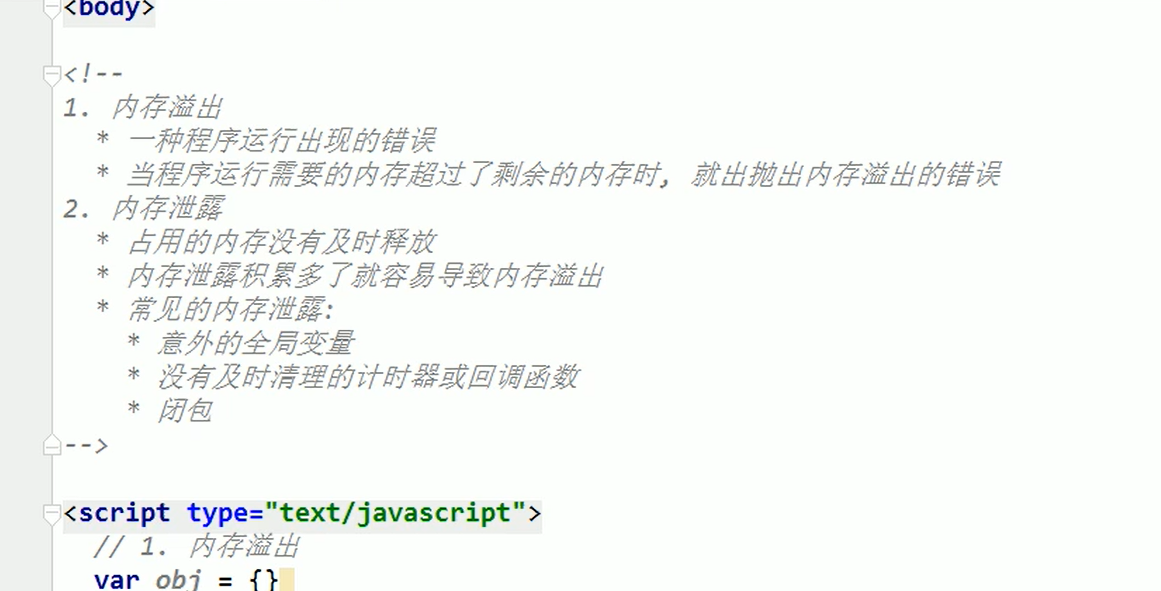 <body>
<!--
1. 内存溢出
* 一种程序运行出现的错误
* 当程序运行需要的内存超过了剩余的内存时, 就出抛出内存溢出的错误
2. 内存泄露
* 占用的内存没有及时释放
* 内存泄露积累多了就容易导致内存溢出
* 常见的内存泄露:
* 意外的全局变量
* 没有及时清理的计时器或回调函数
* 闭包
-->
<script type="text/javascript">
// 1. 内存溢出
var obj = {}